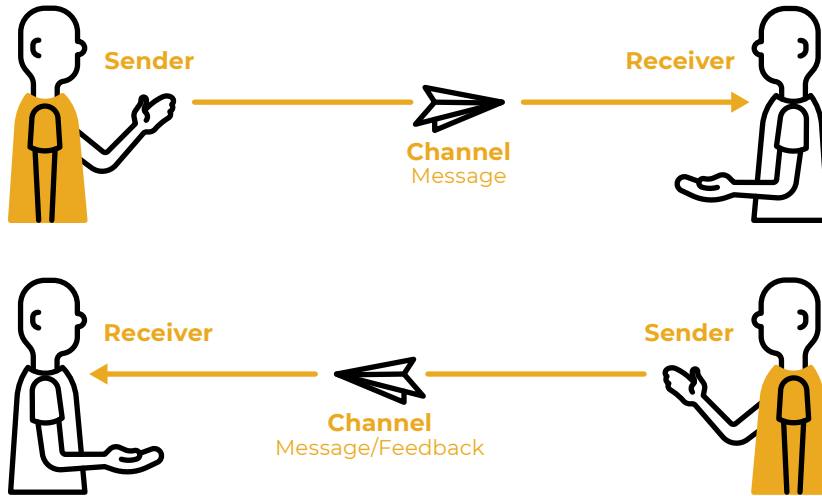 Sender
Receiver
Channel
Message
Receiver
Sender
Channel
Message/Feedback